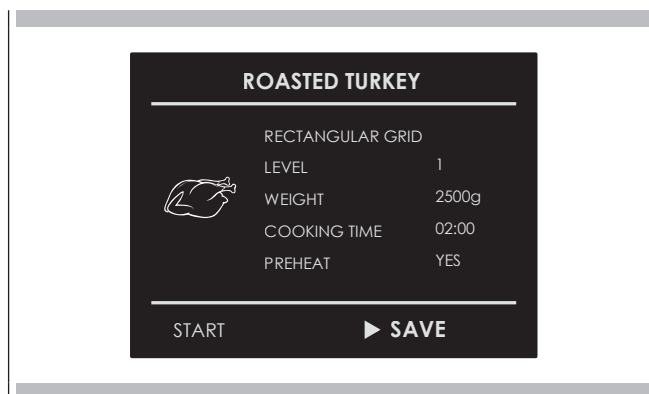 ROASTED TURKEY
RECTANGULAR GRID
LEVEL 1
WEIGHT 2500g
COOKING TIME 02:00
PREHEAT YES
START ▶ SAVE